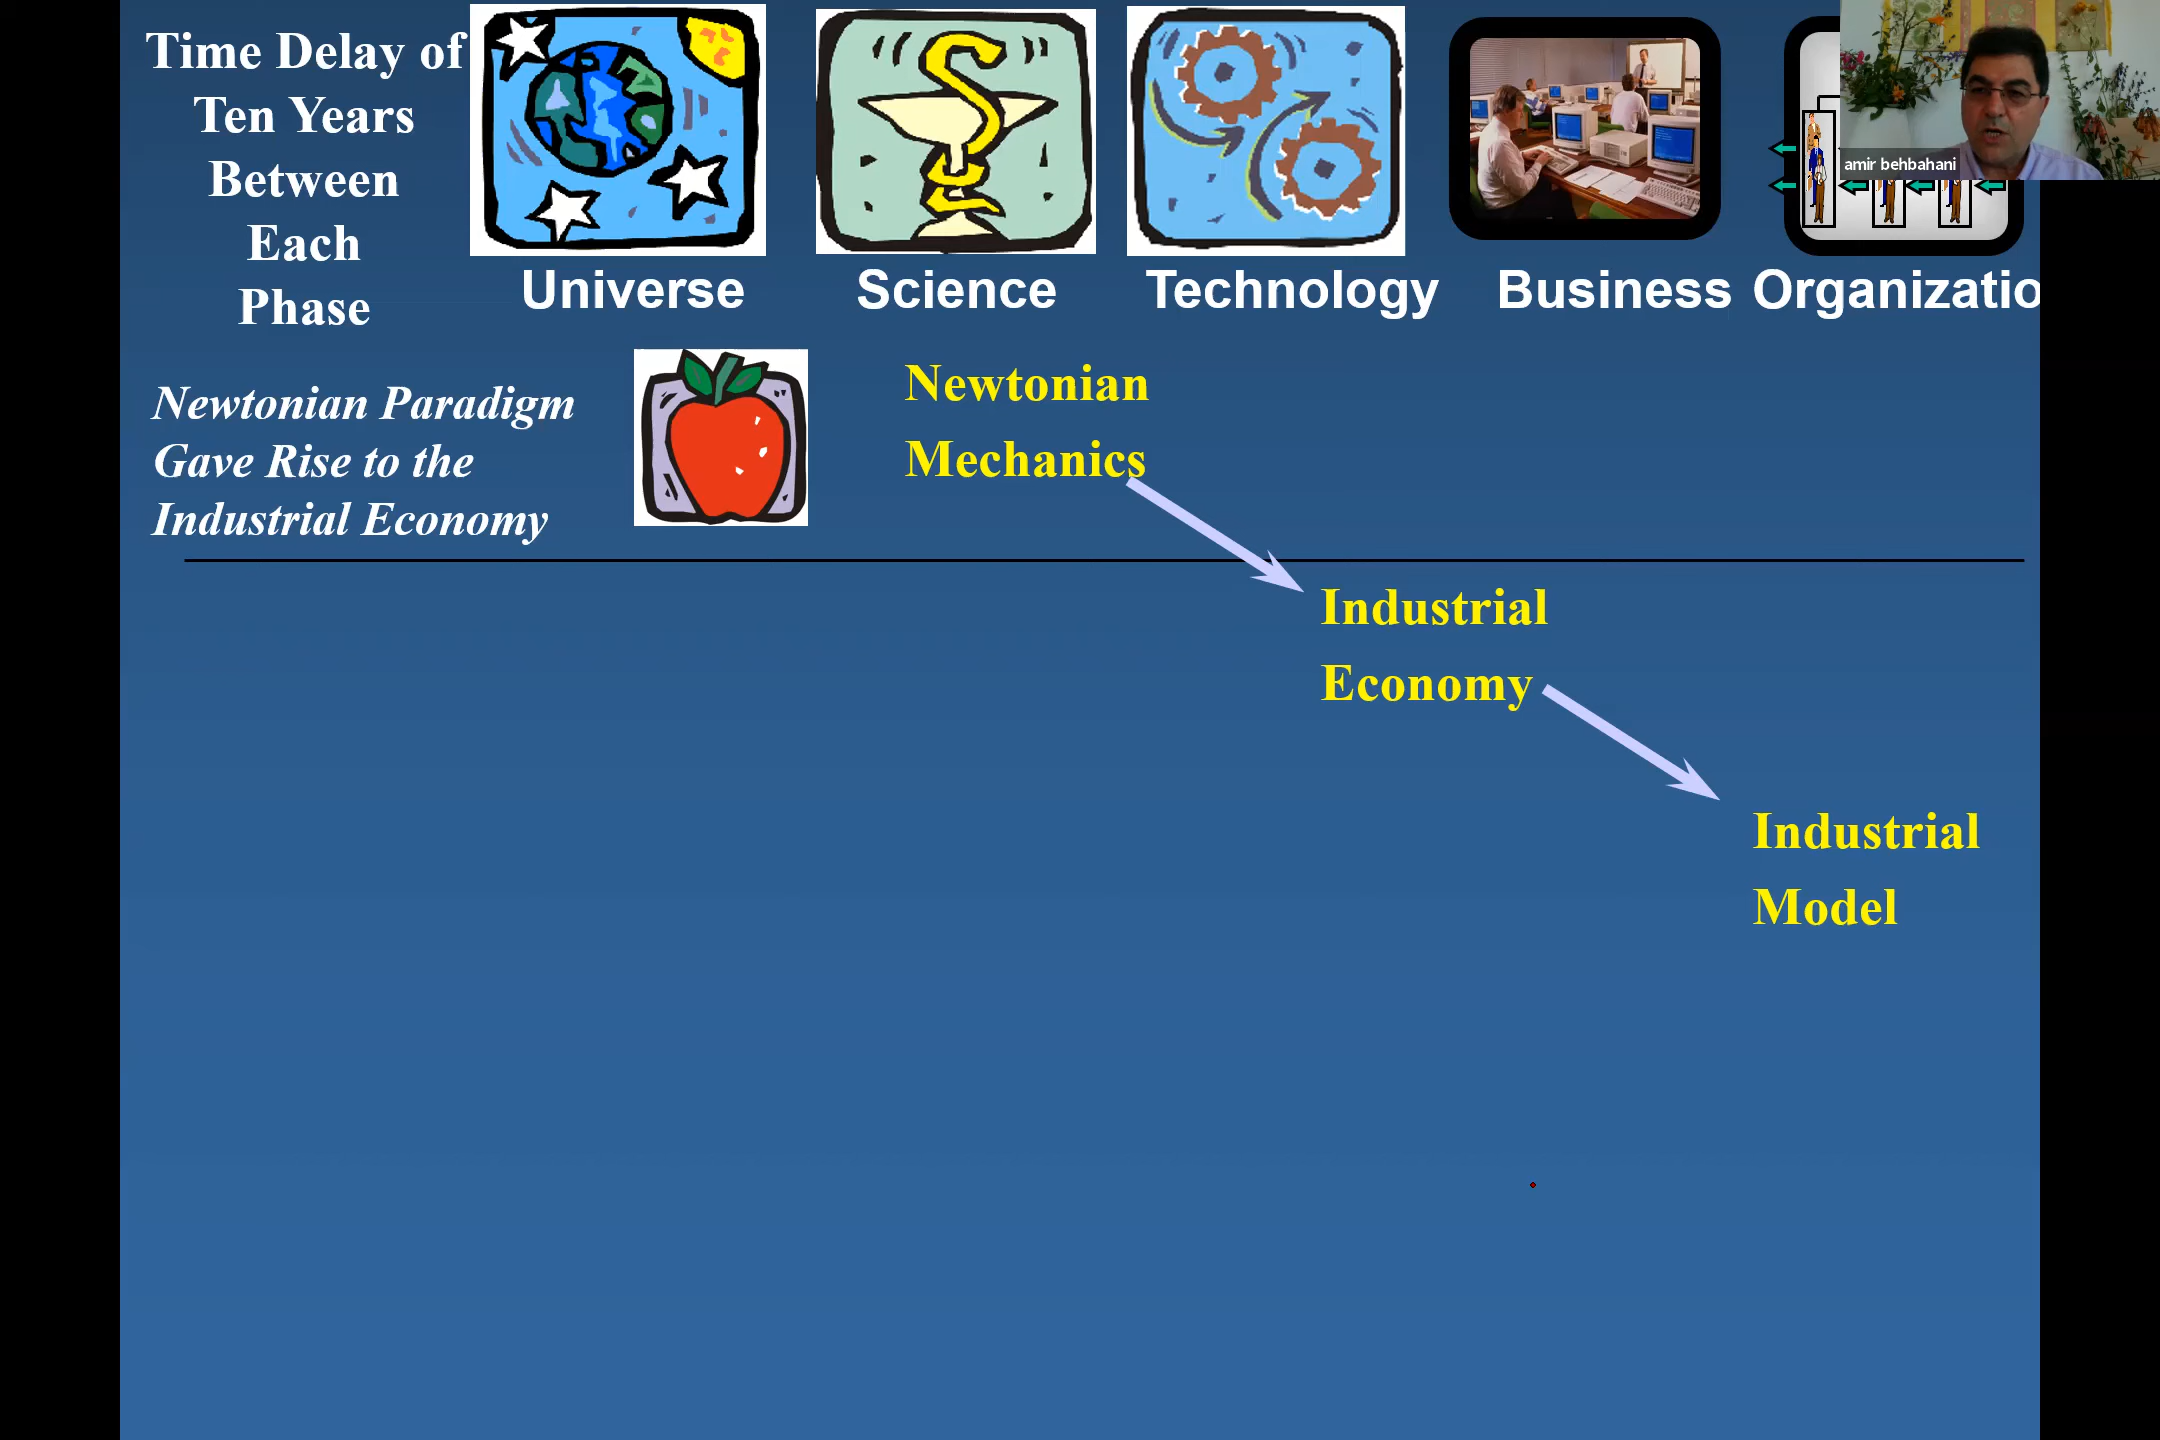 Time Delay of
Ten Years
Between
Each
Phase
Universe
Science
Technology
Business
Organizatio
amir behbahani
Newtonian Paradigm
Gave Rise to the
Industrial Economy
Newtonian
Mechanics
Industrial
Economy
Industrial
Model